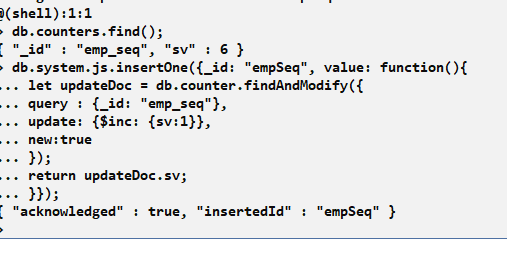 @(shell):1:1
> db.counters.find();
{ "_id" : "emp_seq", "sv" : 6 }
> db.system.js.insertOne({_id: "empSeq", value: function(){
... let updateDoc = db.counter.findAndModify({
... query : {_id: "emp_seq"},
... update: {$inc: {sv:1}},
... new:true
... });
... return updateDoc.sv;
... }});
{ "acknowledged" : true, "insertedId" : "empSeq" }
>